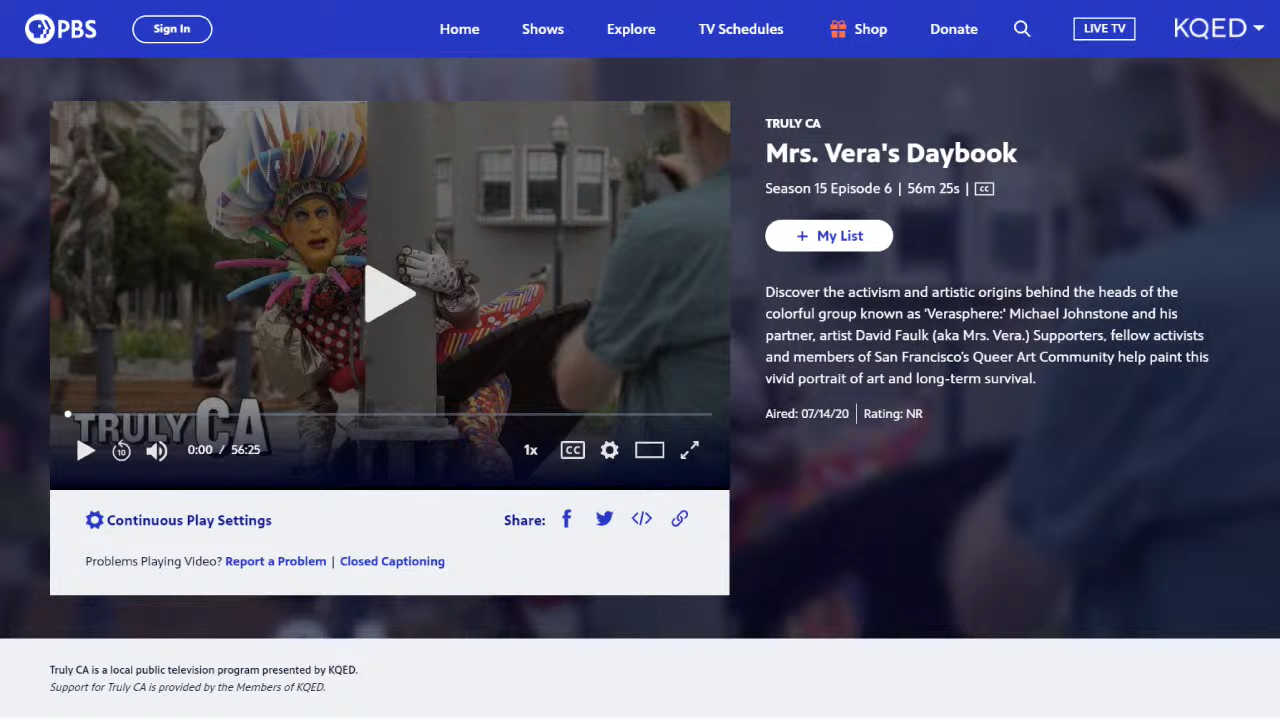 PBS
Sign In
Home
Shows
Explore
TV Schedules
Shop
Donate
LIVE TV
KQED
TRULY CA
Mrs. Vera's Daybook
Season 15 Episode 6 | 56m 25s | CC
+ My List
Discover the activism and artistic origins behind the heads of the
colorful group known as 'Verasphere:' Michael Johnstone and his
partner, artist David Faulk (aka Mrs. Vera.) Supporters, fellow activists
and members of San Francisco's Queer Art Community help paint this
vivid portrait of art and long-term survival.
Aired: 07/14/20 | Rating: NR
TRULY CA
10
0:00 / 56:25
1x
CC
Continuous Play Settings
Share:
Problems Playing Video? Report a Problem | Closed Captioning
Truly CA is a local public television program presented by KQED.
Support for Truly CA is provided by the Members of KQED.